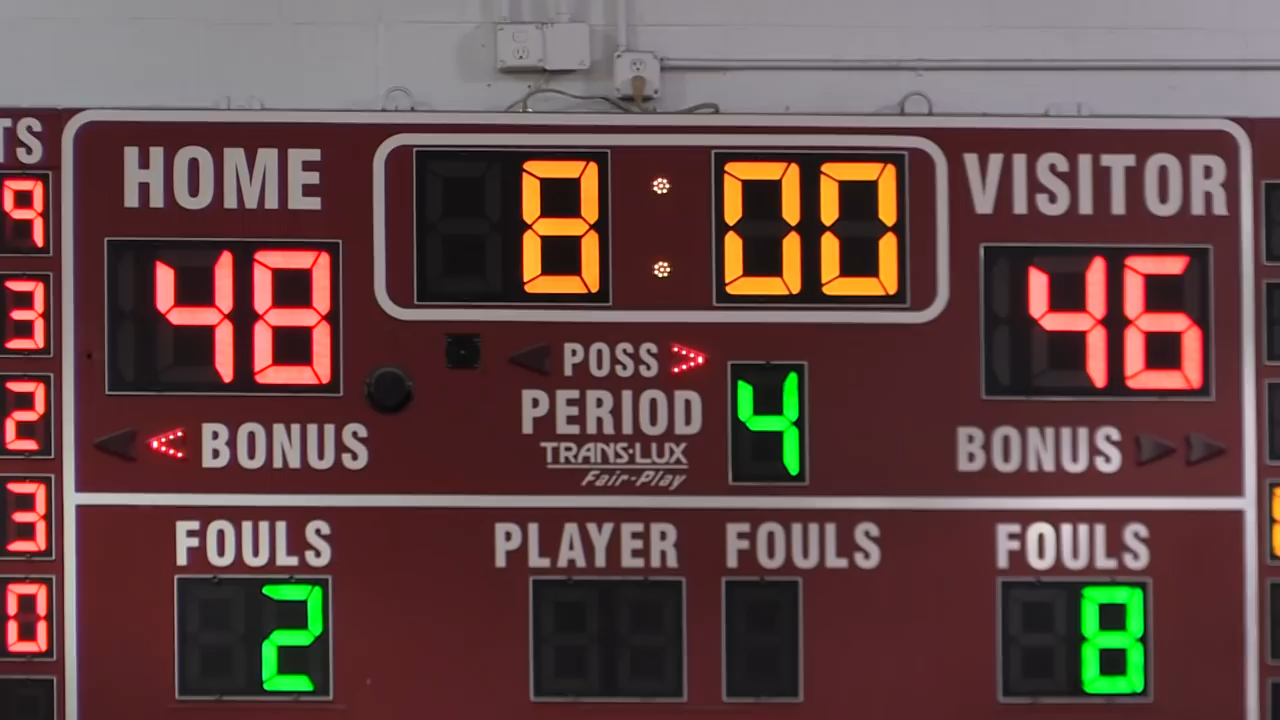 TS
HOME
8:00
VISITOR
9
48
46
3
POSS
PERIOD
4
2
BONUS
TRANS·LUX
Fair-Play
BONUS
3
FOULS
PLAYER
FOULS
FOULS
0
2
8